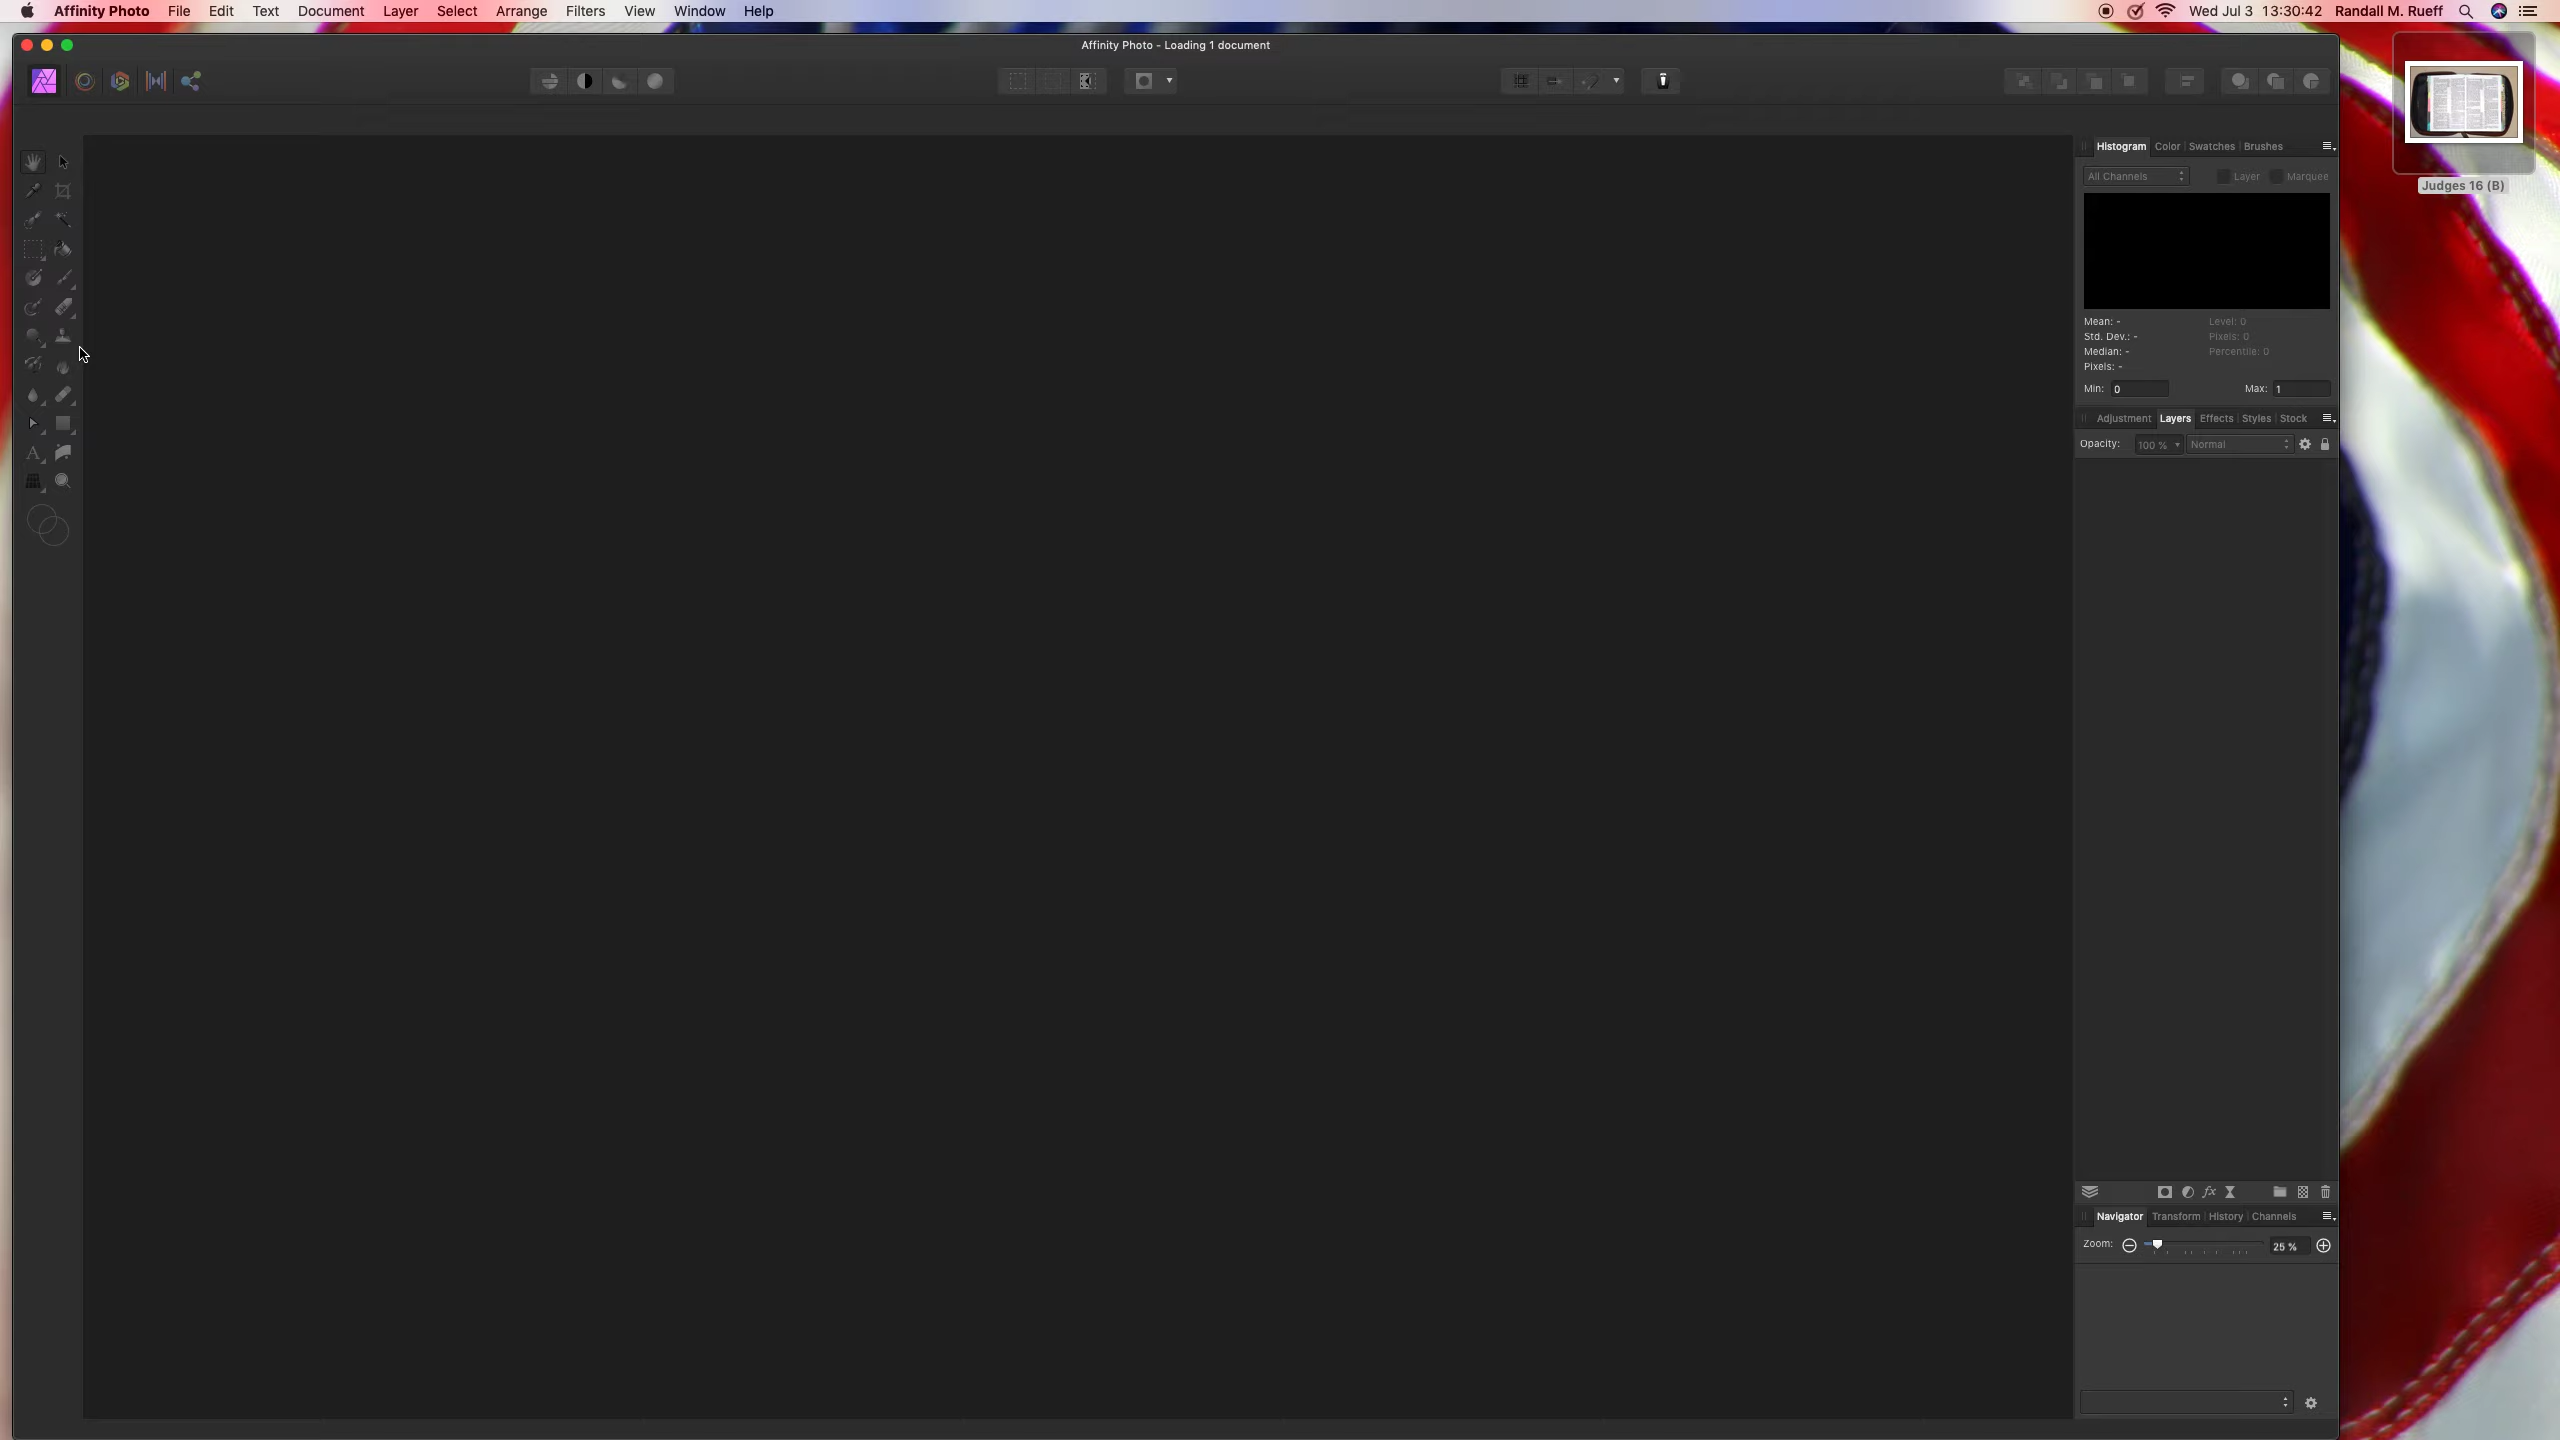 Affinity Photo File Edit Text Document Layer Select Arrange Filters View Window Help
Wed Jul 3 13:30:42 Randall M. Rueff
Affinity Photo - Loading 1 document
Judges 16 (B)
Histogram Color Swatches Brushes
All Channels Layer Marquee
Mean: - Level: 0
Std. Dev.: - Pixels: 0
Median: - Percentile: 0
Pixels: -
Min: 0 Max: 1
Adjustment Layers Effects Styles Stock
Opacity: 100 % Normal
fx
Navigator Transform History Channels
Zoom: 25 %